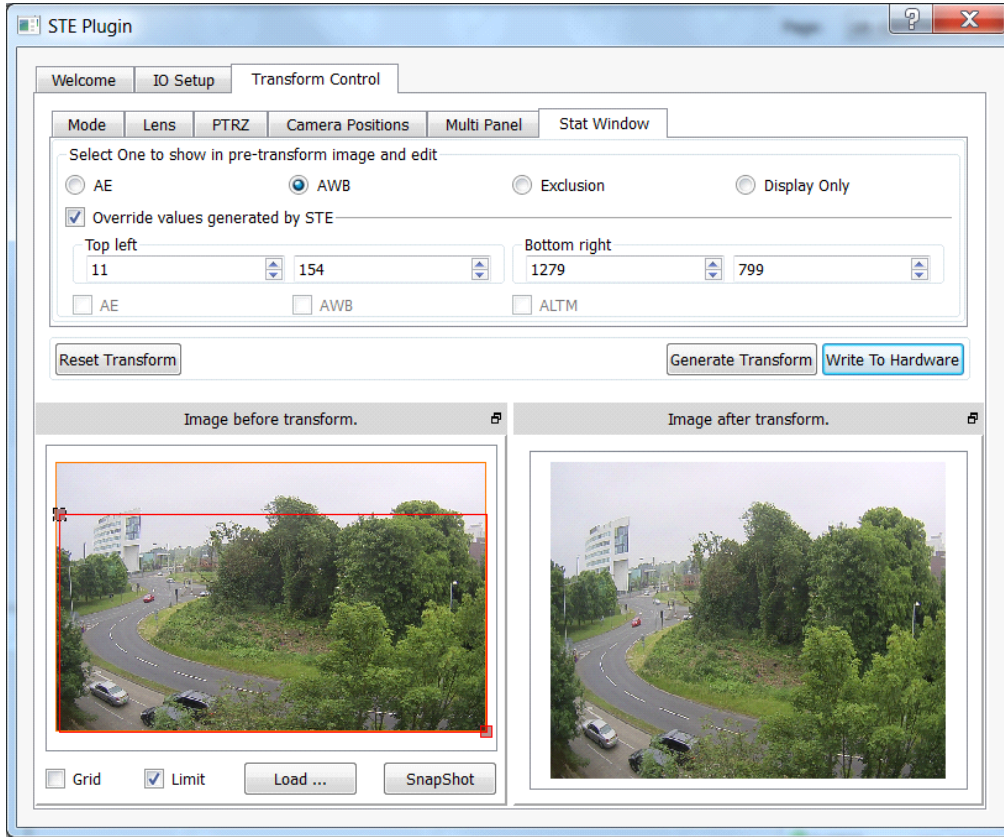 STE Plugin
Welcome IO Setup Transform Control
Mode Lens PTRZ Camera Positions Multi Panel Stat Window
Select One to show in pre-transform image and edit
AE AWB Exclusion Display Only
Override values generated by STE
Top left Bottom right
11 154 1279 799
AE AWB ALTM
Reset Transform Generate Transform Write To Hardware
Image before transform. Image after transform.
Grid Limit Load ... SnapShot